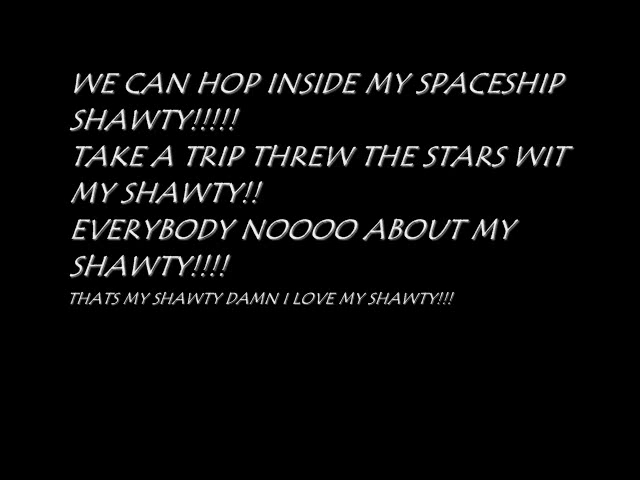 WE CAN HOP INSIDE MY SPACESHIP
SHAWTY!!!!!
TAKE A TRIP THREW THE STARS WIT
MY SHAWTY!!
EVERYBODY NOOOO ABOUT MY
SHAWTY!!!!
THATS MY SHAWTY DAMN I LOVE MY SHAWTY!!!